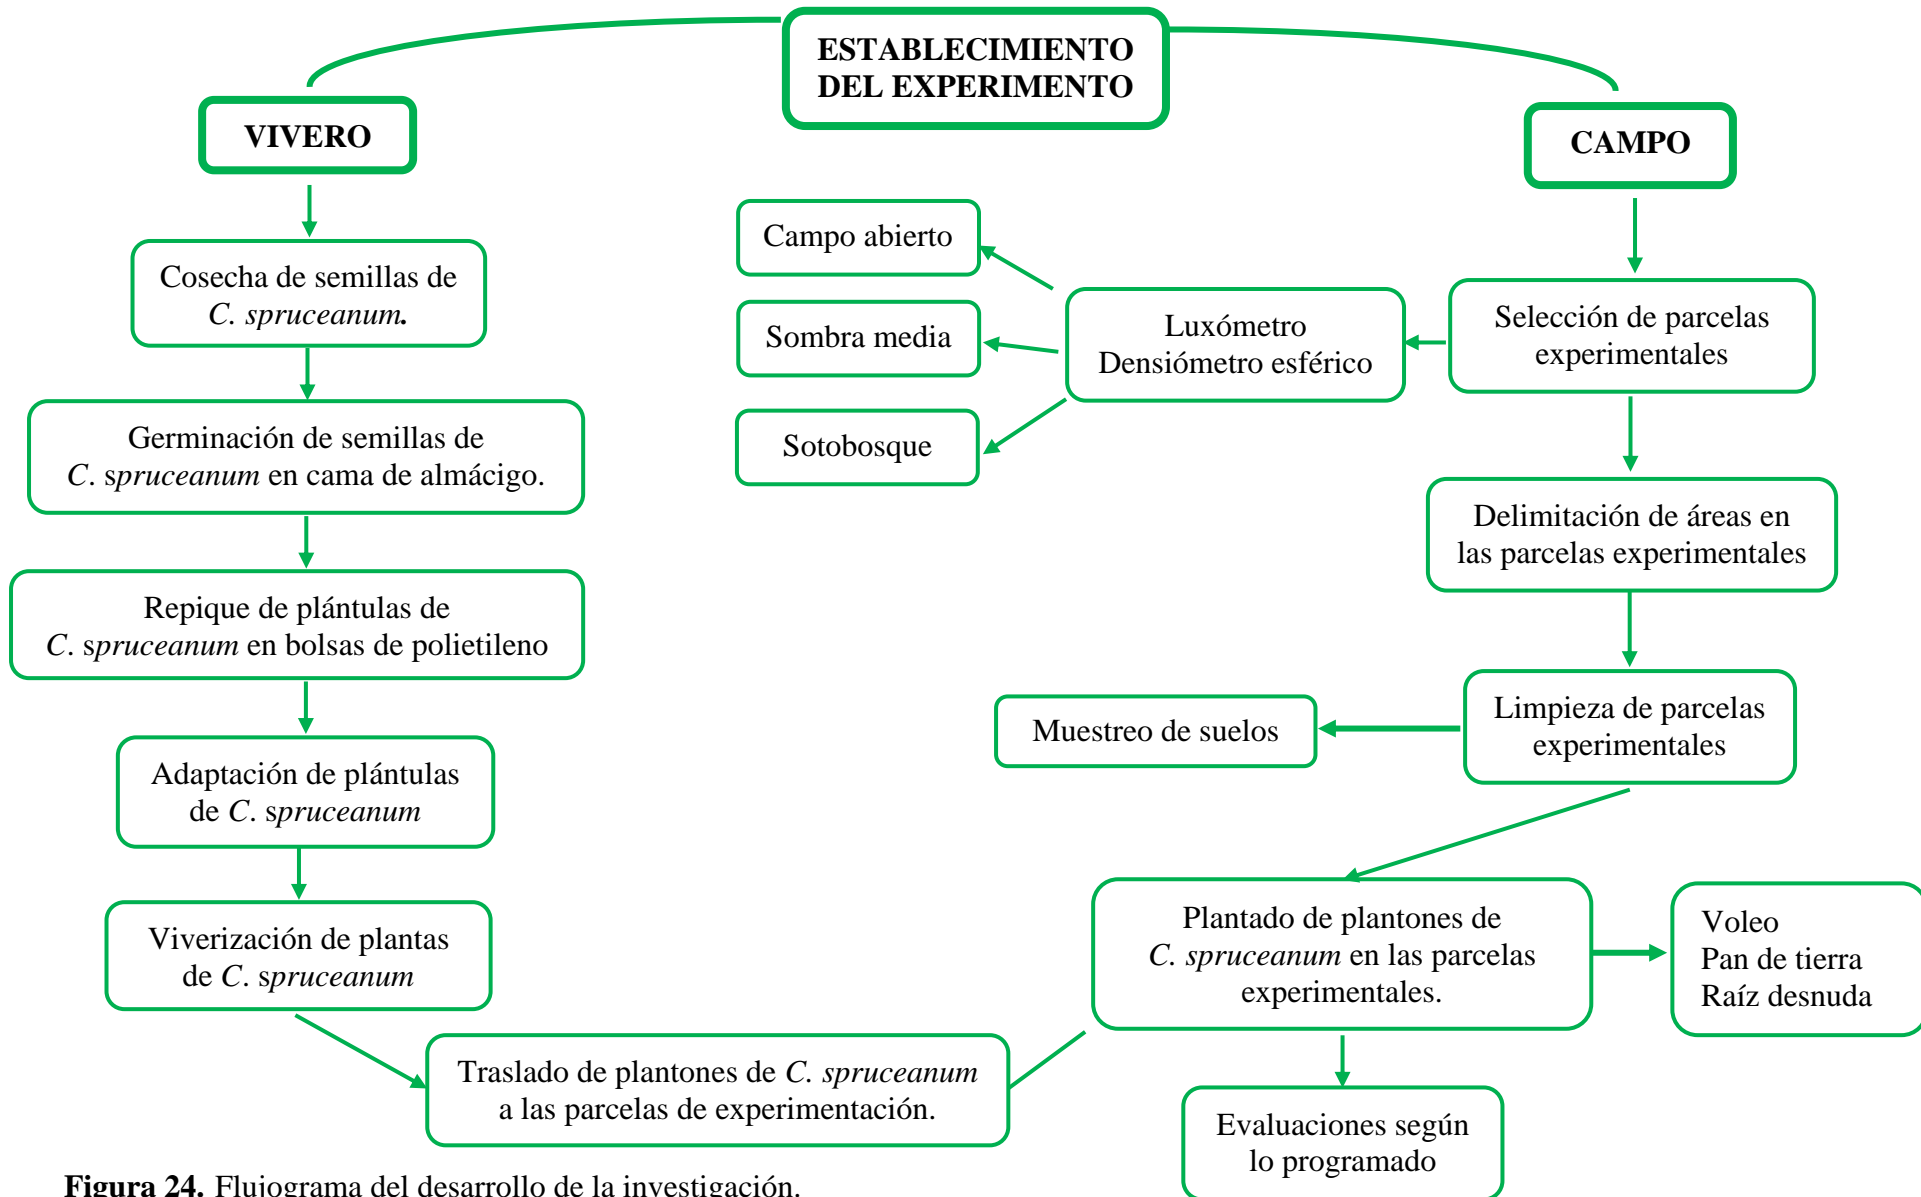 ESTABLECIMIENTO
DEL EXPERIMENTO
VIVERO
CAMPO
Cosecha de semillas de
C. spruceanum.
Germinación de semillas de
C. spruceanum en cama de almácigo.
Repique de plántulas de
C. spruceanum en bolsas de polietileno
Adaptación de plántulas
de C. spruceanum
Viverización de plantas
de C. spruceanum
Traslado de plantones de C. spruceanum
a las parcelas de experimentación.
Selección de parcelas
experimentales
Luxómetro
Densiómetro esférico
Campo abierto
Sombra media
Sotobosque
Delimitación de áreas en
las parcelas experimentales
Limpieza de parcelas
experimentales
Muestreo de suelos
Plantado de plantones de
C. spruceanum en las parcelas
experimentales.
Voleo
Pan de tierra
Raíz desnuda
Evaluaciones según
lo programado
Figura 24. Flujograma del desarrollo de la investigación.